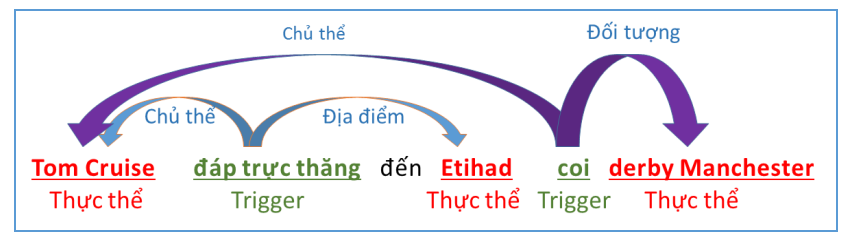 Chủ thể Đối tượng
Chủ thể Địa điểm
Tom Cruise đáp trực thăng đến Etihad coi derby Manchester
Thực thể Trigger Thực thể Trigger Thực thể